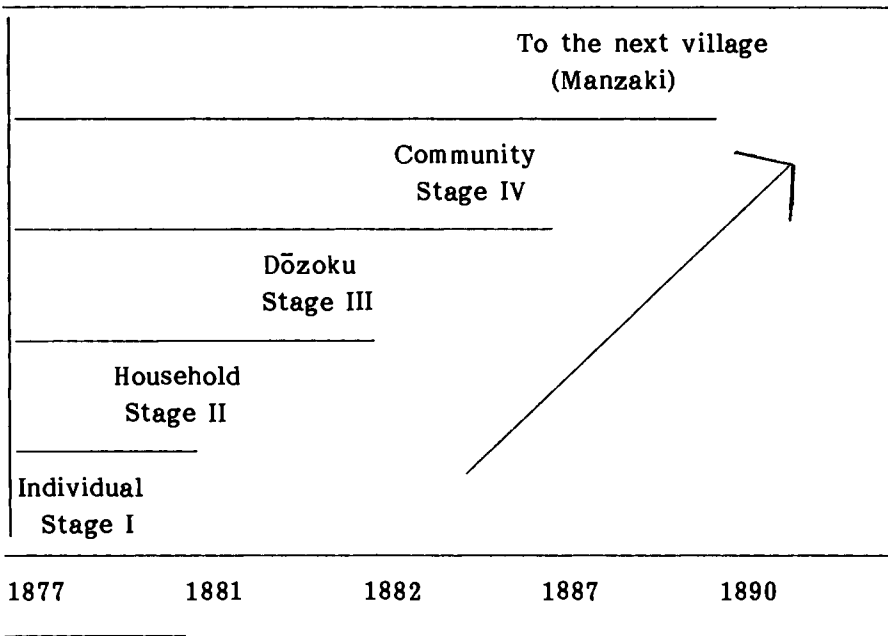 To the next village
(Manzaki)
Community
Stage IV
Dōzoku
Stage III
Household
Stage II
Individual
Stage I
1877 1881 1882 1887 1890